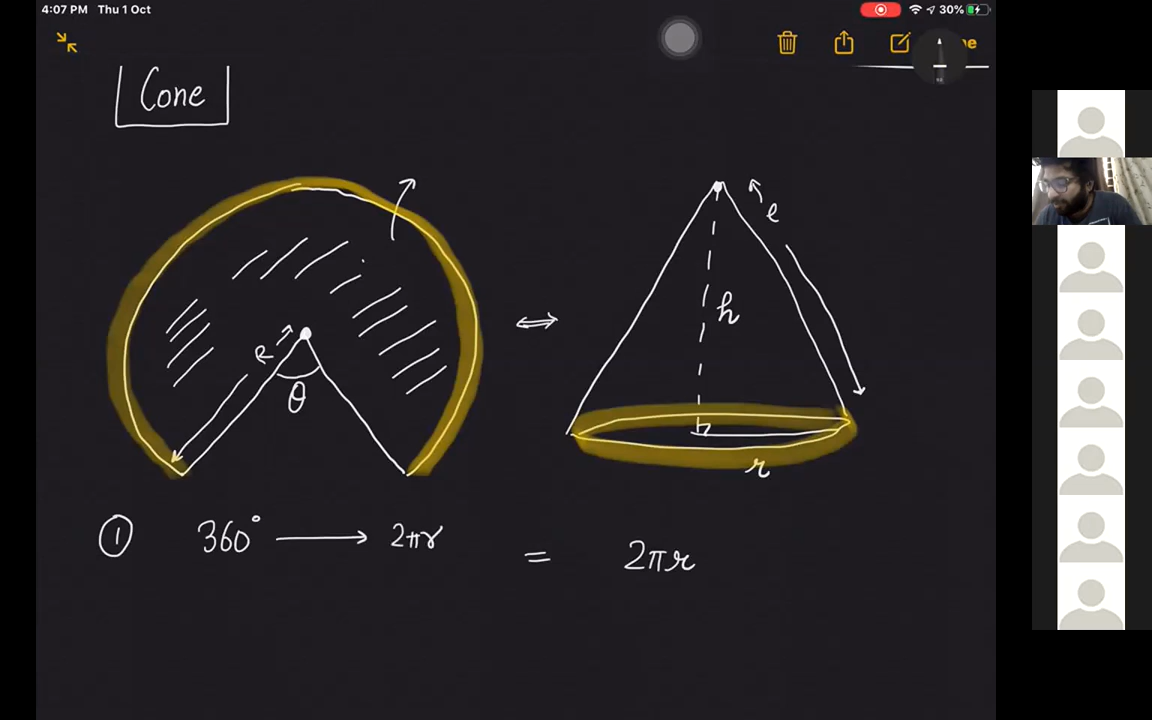 4:07 PM Thu 1 Oct 30%
Cone
l
h
R
θ
r
① 360° → 2πr = 2πr